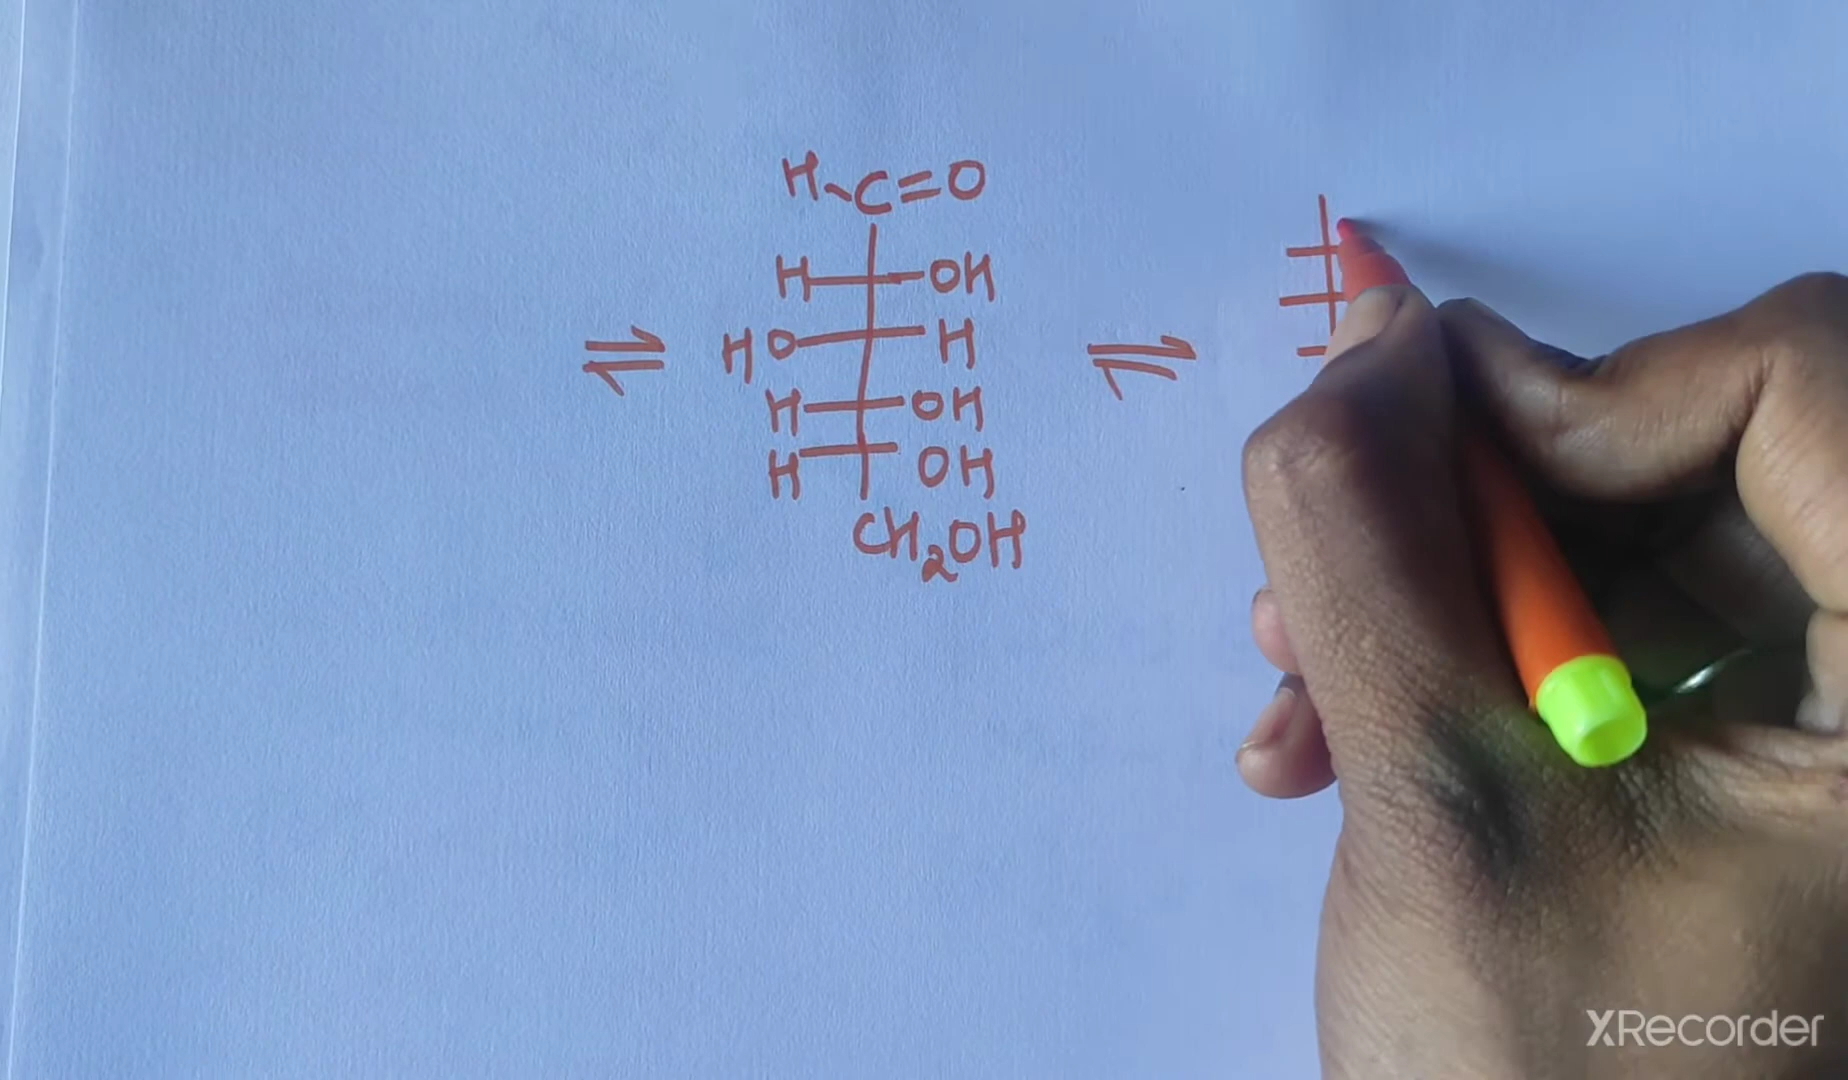 H-C=O
H OH
HO H
⇌ ⇌
H OH
H OH
CH₂OH
XRecorder